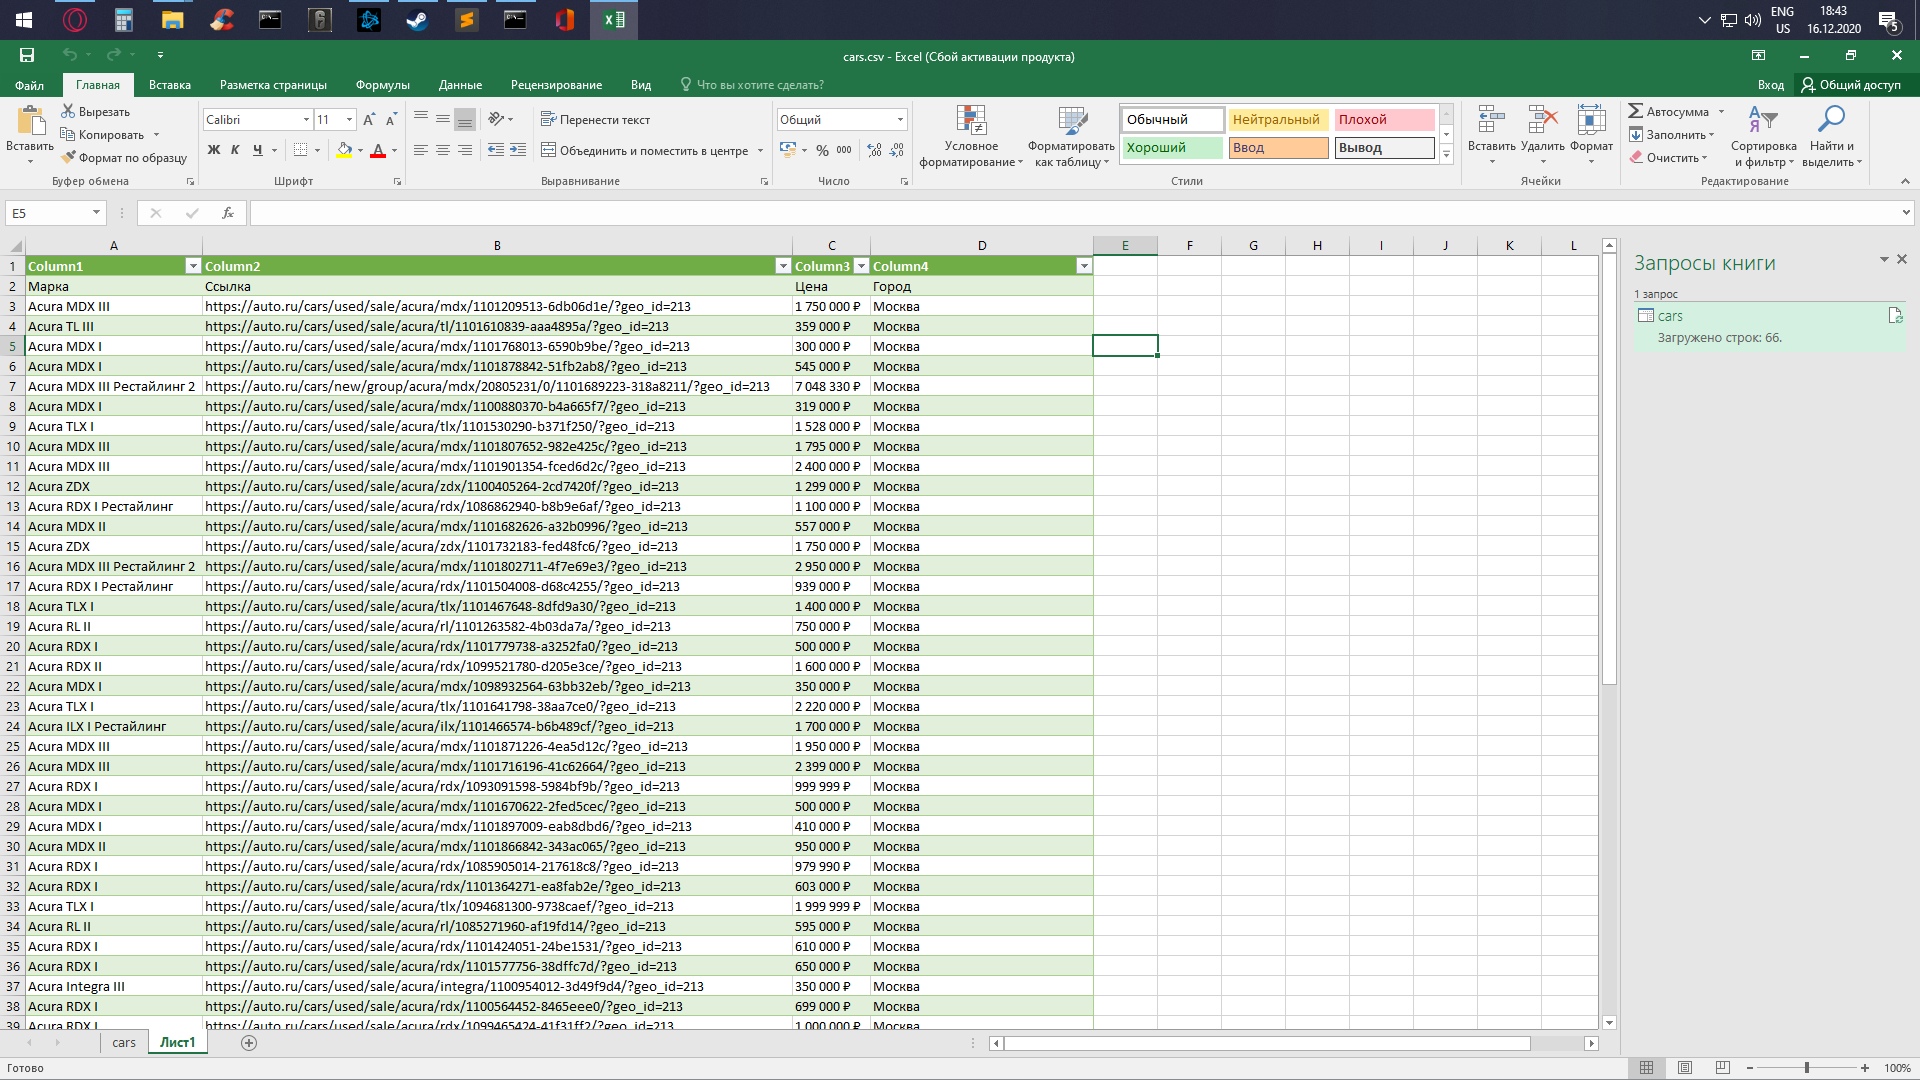 ENG
US
18:43
16.12.2020
5
cars.csv - Excel (Сбой активации продукта)
Файл Главная Вставка Разметка страницы Формулы Данные Рецензирование Вид Что вы хотите сделать? Вход Общий доступ
Вставить
Вырезать
Копировать
Формат по образцу
Буфер обмена
Calibri 11
Ж К Ч
Шрифт
Перенести текст
Объединить и поместить в центре
Выравнивание
Общий
% 000
Число
Условное форматирование
Форматировать как таблицу
Обычный Нейтральный Плохой
Хороший Ввод Вывод
Стили
Вставить Удалить Формат
Ячейки
Автосумма
Заполнить
Очистить
Сортировка и фильтр
Найти и выделить
Редактирование
E5 fx
A B C D E F G H I J K L
1 Column1 Column2 Column3 Column4
2 Марка Ссылка Цена Город
3 Acura MDX III https://auto.ru/cars/used/sale/acura/mdx/1101209513-6db06d1e/?geo_id=213 1 750 000 ₽ Москва
4 Acura TL III https://auto.ru/cars/used/sale/acura/tl/1101610839-aaa4895a/?geo_id=213 359 000 ₽ Москва
5 Acura MDX I https://auto.ru/cars/used/sale/acura/mdx/1101768013-6590b9be/?geo_id=213 300 000 ₽ Москва
6 Acura MDX I https://auto.ru/cars/used/sale/acura/mdx/1101878842-51fb2ab8/?geo_id=213 545 000 ₽ Москва
7 Acura MDX III Рестайлинг 2 https://auto.ru/cars/new/group/acura/mdx/20805231/0/1101689223-318a8211/?geo_id=213 7 048 330 ₽ Москва
8 Acura MDX I https://auto.ru/cars/used/sale/acura/mdx/1100880370-b4a665f7/?geo_id=213 319 000 ₽ Москва
9 Acura TLX I https://auto.ru/cars/used/sale/acura/tlx/1101530290-b371f250/?geo_id=213 1 528 000 ₽ Москва
10 Acura MDX III https://auto.ru/cars/used/sale/acura/mdx/1101807652-982e425c/?geo_id=213 1 795 000 ₽ Москва
11 Acura MDX III https://auto.ru/cars/used/sale/acura/mdx/1101901354-fced6d2c/?geo_id=213 2 400 000 ₽ Москва
12 Acura ZDX https://auto.ru/cars/used/sale/acura/zdx/1100405264-2cd7420f/?geo_id=213 1 299 000 ₽ Москва
13 Acura RDX I Рестайлинг https://auto.ru/cars/used/sale/acura/rdx/1086862940-b8b9e6af/?geo_id=213 1 100 000 ₽ Москва
14 Acura MDX II https://auto.ru/cars/used/sale/acura/mdx/1101682626-a32b0996/?geo_id=213 557 000 ₽ Москва
15 Acura ZDX https://auto.ru/cars/used/sale/acura/zdx/1101732183-fed48fc6/?geo_id=213 1 750 000 ₽ Москва
16 Acura MDX III Рестайлинг 2 https://auto.ru/cars/used/sale/acura/mdx/1101802711-4f7e69e3/?geo_id=213 2 950 000 ₽ Москва
17 Acura RDX I Рестайлинг https://auto.ru/cars/used/sale/acura/rdx/1101504008-d68c4255/?geo_id=213 939 000 ₽ Москва
18 Acura TLX I https://auto.ru/cars/used/sale/acura/tlx/1101467648-8dfd9a30/?geo_id=213 1 400 000 ₽ Москва
19 Acura RL II https://auto.ru/cars/used/sale/acura/rl/1101263582-4b03da7a/?geo_id=213 750 000 ₽ Москва
20 Acura RDX I https://auto.ru/cars/used/sale/acura/rdx/1101779738-a3252fa0/?geo_id=213 500 000 ₽ Москва
21 Acura RDX II https://auto.ru/cars/used/sale/acura/rdx/1099521780-d205e3ce/?geo_id=213 1 600 000 ₽ Москва
22 Acura MDX I https://auto.ru/cars/used/sale/acura/mdx/1098932564-63bb32eb/?geo_id=213 350 000 ₽ Москва
23 Acura TLX I https://auto.ru/cars/used/sale/acura/tlx/1101641798-38aa7ce0/?geo_id=213 2 220 000 ₽ Москва
24 Acura ILX I Рестайлинг https://auto.ru/cars/used/sale/acura/ilx/1101466574-b6b489cf/?geo_id=213 1 700 000 ₽ Москва
25 Acura MDX III https://auto.ru/cars/used/sale/acura/mdx/1101871226-4ea5d12c/?geo_id=213 1 950 000 ₽ Москва
26 Acura MDX III https://auto.ru/cars/used/sale/acura/mdx/1101716196-41c62664/?geo_id=213 2 399 000 ₽ Москва
27 Acura RDX I https://auto.ru/cars/used/sale/acura/rdx/1093091598-5984bf9b/?geo_id=213 999 999 ₽ Москва
28 Acura MDX I https://auto.ru/cars/used/sale/acura/mdx/1101670622-2fed5cec/?geo_id=213 500 000 ₽ Москва
29 Acura MDX I https://auto.ru/cars/used/sale/acura/mdx/1101897009-eab8dbd6/?geo_id=213 410 000 ₽ Москва
30 Acura MDX II https://auto.ru/cars/used/sale/acura/mdx/1101866842-343ac065/?geo_id=213 950 000 ₽ Москва
31 Acura RDX I https://auto.ru/cars/used/sale/acura/rdx/1085905014-217618c8/?geo_id=213 979 990 ₽ Москва
32 Acura RDX I https://auto.ru/cars/used/sale/acura/rdx/1101364271-ea8fab2e/?geo_id=213 603 000 ₽ Москва
33 Acura TLX I https://auto.ru/cars/used/sale/acura/tlx/1094681300-9738caef/?geo_id=213 1 999 999 ₽ Москва
34 Acura RL II https://auto.ru/cars/used/sale/acura/rl/1085271960-af19fd14/?geo_id=213 595 000 ₽ Москва
35 Acura RDX I https://auto.ru/cars/used/sale/acura/rdx/1101424051-24be1531/?geo_id=213 610 000 ₽ Москва
36 Acura RDX I https://auto.ru/cars/used/sale/acura/rdx/1101577756-38dffc7d/?geo_id=213 650 000 ₽ Москва
37 Acura Integra III https://auto.ru/cars/used/sale/acura/integra/1100954012-3d49f9d4/?geo_id=213 350 000 ₽ Москва
38 Acura RDX I https://auto.ru/cars/used/sale/acura/rdx/1100564452-8465eee0/?geo_id=213 699 000 ₽ Москва
39 Acura RDX I https://auto.ru/cars/used/sale/acura/rdx/1099465424-41f31ff2/?geo_id=213 1 000 000 ₽ Москва
Запросы книги
1 запрос
cars
Загружено строк: 66.
cars Лист1
Готово
100%